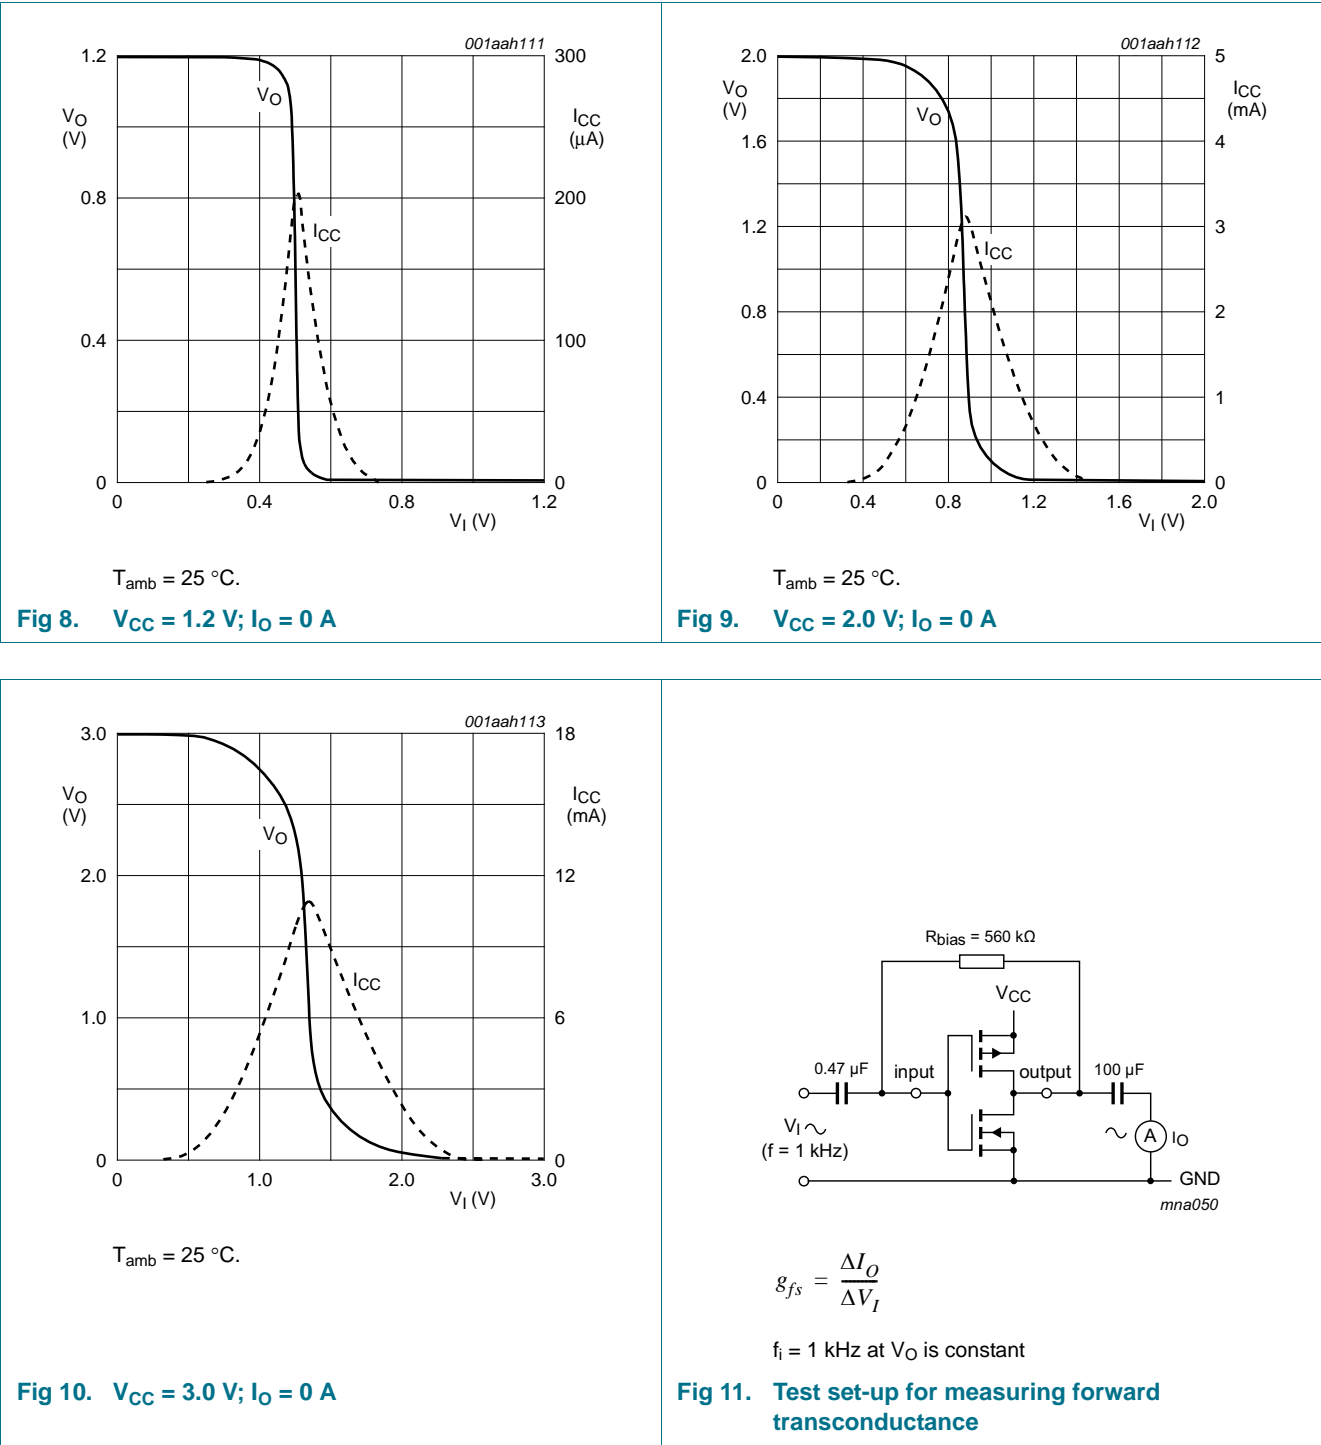 001aah111
1.2
300
VO
(V)
ICC
(µA)
VO
0.8
200
ICC
0.4
100
0
0
0
0.4
0.8
1.2
VI (V)
Tamb = 25 °C.
Fig 8. VCC = 1.2 V; IO = 0 A
001aah112
2.0
5
VO
(V)
ICC
(mA)
VO
1.6
4
1.2
3
ICC
0.8
2
0.4
1
0
0
0
0.4
0.8
1.2
1.6
2.0
VI (V)
Tamb = 25 °C.
Fig 9. VCC = 2.0 V; IO = 0 A
001aah113
3.0
18
VO
(V)
ICC
(mA)
VO
2.0
12
ICC
1.0
6
0
0
0
1.0
2.0
3.0
VI (V)
Tamb = 25 °C.
Fig 10. VCC = 3.0 V; IO = 0 A
Rbias = 560 kΩ
VCC
0.47 µF
input
output
100 µF
VI ∼
(f = 1 kHz)
∼
A
IO
GND
mna050
gfs = ΔIO / ΔVI
fi = 1 kHz at VO is constant
Fig 11. Test set-up for measuring forward
transconductance